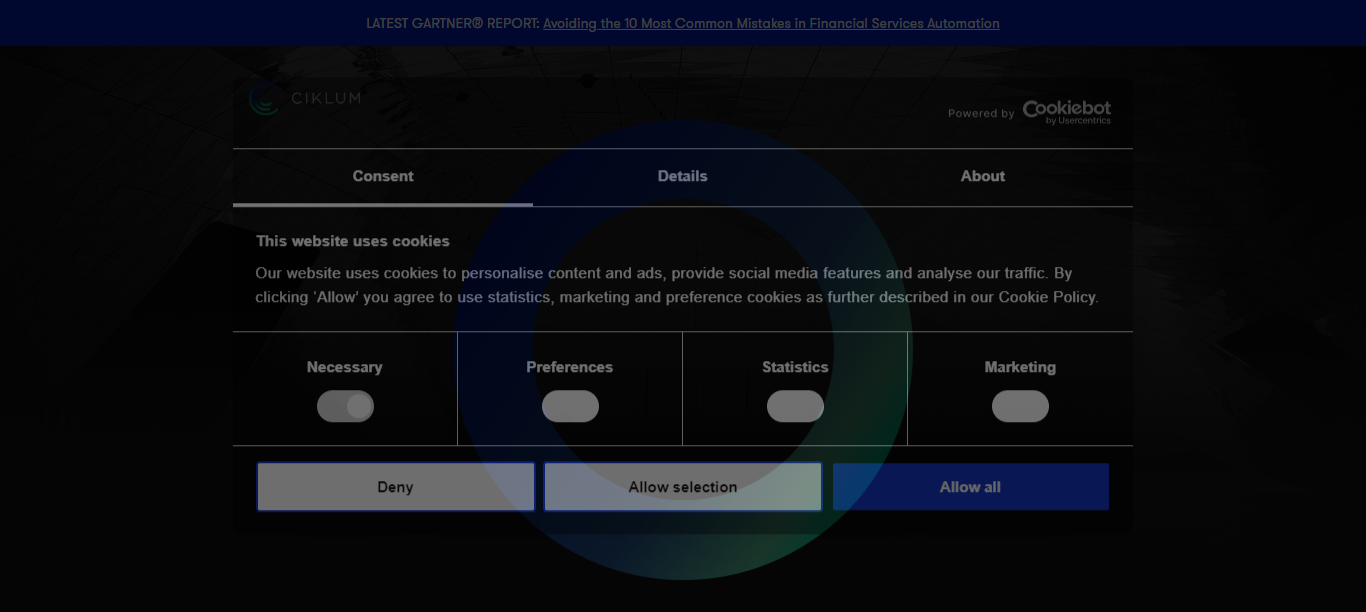 LATEST GARTNER® REPORT: Avoiding the 10 Most Common Mistakes in Financial Services Automation
CIKLUM
Powered by Cookiebot
by Usercentrics
Consent
Details
About
This website uses cookies
Our website uses cookies to personalise content and ads, provide social media features and analyse our traffic. By
clicking 'Allow' you agree to use statistics, marketing and preference cookies as further described in our Cookie Policy.
Necessary
Preferences
Statistics
Marketing
Deny
Allow selection
Allow all